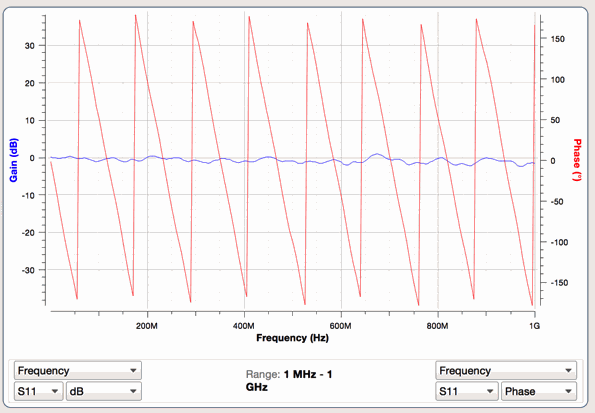 30
20
10
0
-10
-20
-30
Gain (dB)
150
100
50
0
-50
-100
-150
Phase (°)
200M 400M 600M 800M 1G
Frequency (Hz)
Frequency
S11 dB
Range: 1 MHz - 1
GHz
Frequency
S11 Phase